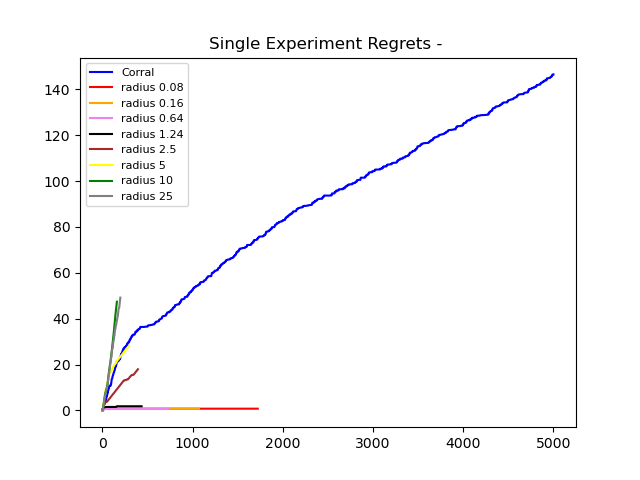 Single Experiment Regrets -
Corral
radius 0.08
radius 0.16
radius 0.64
radius 1.24
radius 2.5
radius 5
radius 10
radius 25
140
120
100
80
60
40
20
0
0 1000 2000 3000 4000 5000